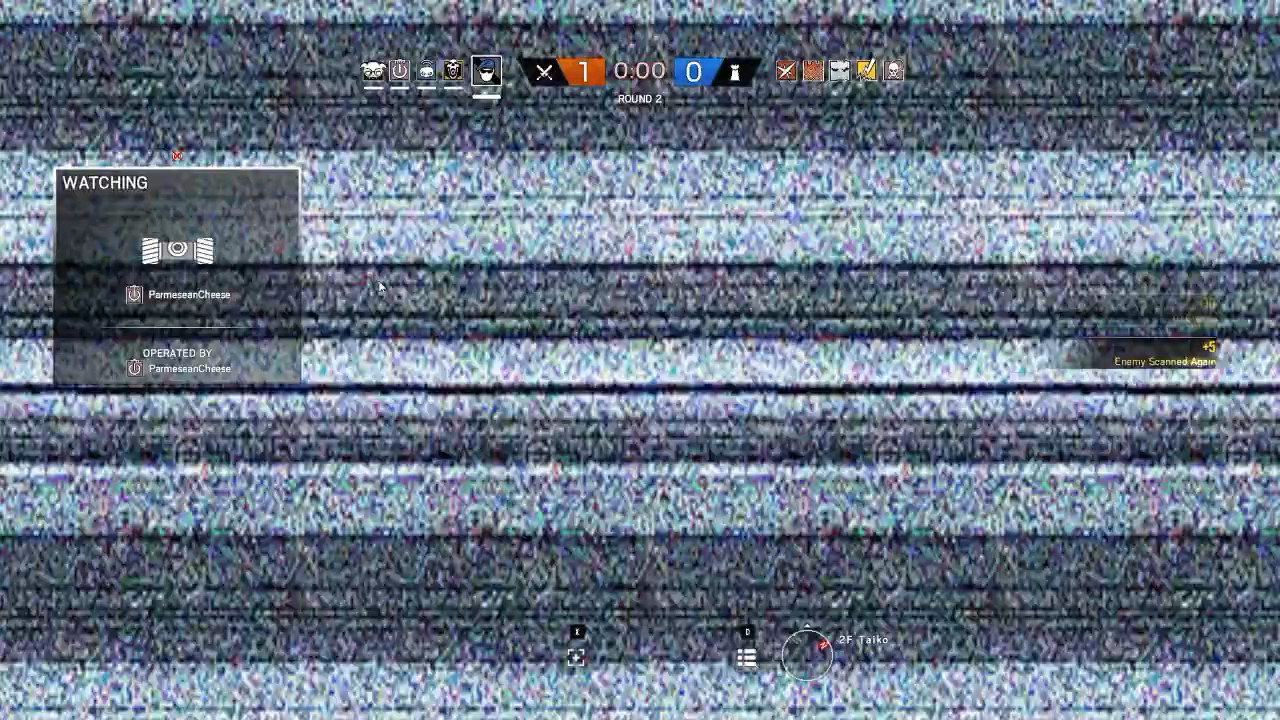 1 0:00 0
ROUND 2
WATCHING
ParmeseanCheese
OPERATED BY
ParmeseanCheese
+5
Enemy Scanned Again
X
D
2F Taiko